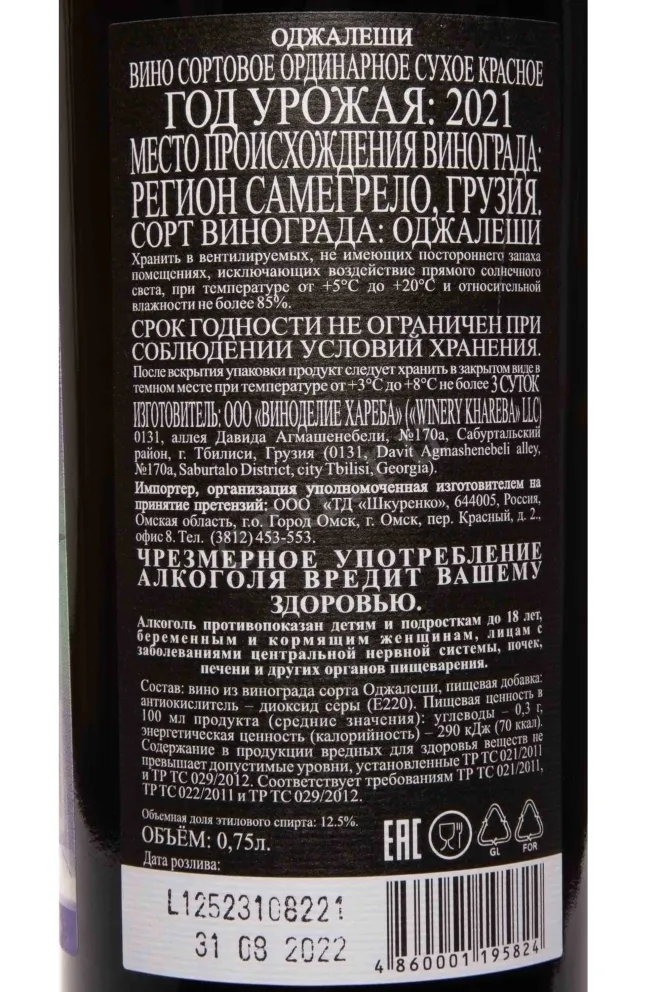 ОДЖАЛЕШИ
ВИНО СОРТОВОЕ ОРДИНАРНОЕ СУХОЕ КРАСНОЕ
ГОД УРОЖАЯ: 2021
МЕСТО ПРОИСХОЖДЕНИЯ ВИНОГРАДА:
РЕГИОН САМЕГРЕЛО, ГРУЗИЯ.
СОРТ ВИНОГРАДА: ОДЖАЛЕШИ
Хранить в вентилируемых, не имеющих постороннего запаха
помещениях, исключающих воздействие прямого солнечного
света, при температуре от +5°C до +20°C и относительной
влажности не более 85%.
СРОК ГОДНОСТИ НЕ ОГРАНИЧЕН ПРИ
СОБЛЮДЕНИИ УСЛОВИЙ ХРАНЕНИЯ.
После вскрытия упаковки продукт следует хранить в закрытом виде в
темном месте при температуре от +3°C до +8°C не более 3 СУТОК
ИЗГОТОВИТЕЛЬ: ООО «ВИНОДЕЛИЕ ХАРЕБА» («WINERY KHAREBA» LLC)
0131, аллея Давида Агмашенебели, №170а, Сабурталский
район, г. Тбилиси, Грузия (0131, Davit Agmashenebeli alley,
№170a, Saburtalo District, city Tbilisi, Georgia).
Импортер, организация уполномоченная изготовителем на
принятие претензий: ООО «ТД «Шкуренко», 644005, Россия,
Омская область, г.о. Город Омск, г. Омск, пер. Красный, д. 2.,
офис 8. Тел. (3812) 453-553.
ЧРЕЗМЕРНОЕ УПОТРЕБЛЕНИЕ
АЛКОГОЛЯ ВРЕДИТ ВАШЕМУ
ЗДОРОВЬЮ.
Алкоголь противопоказан детям и подросткам до 18 лет,
беременным и кормящим женщинам, лицам с
заболеваниями центральной нервной системы, почек,
печени и других органов пищеварения.
Состав: вино из винограда сорта Оджалеши, пищевая добавка:
антиокислитель – диоксид серы (Е220). Пищевая ценность в
100 мл продукта (средние значения): углеводы – 0,3 г,
энергетическая ценность (калорийность) – 290 кДж (70 ккал).
Содержание в продукции вредных для здоровья веществ не
превышает допустимые уровни, установленные ТР ТС 021/2011
и ТР ТС 029/2012. Соответствует требованиям ТР ТС 021/2011,
ТР ТС 022/2011 и ТР ТС 029/2012.
Объемная доля этилового спирта: 12.5%.
ОБЪЁМ: 0,75л.
Дата розлива:
EAC
GL
FOR
L12523108221
31 08 2022
4 860001 195824